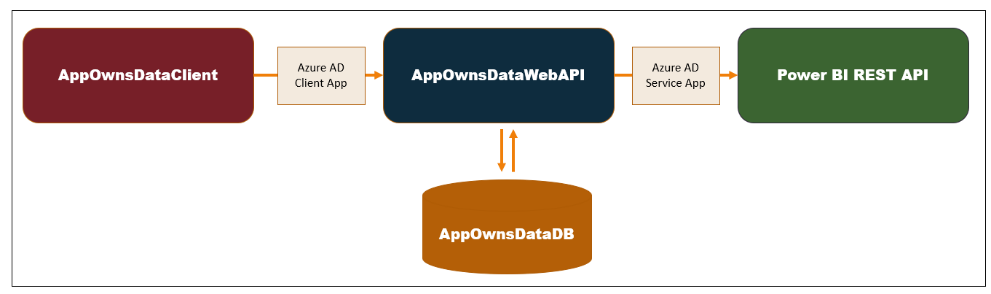 AppOwnsDataClient
Azure AD
Client App
AppOwnsDataWebAPI
Azure AD
Service App
Power BI REST API
AppOwnsDataDB